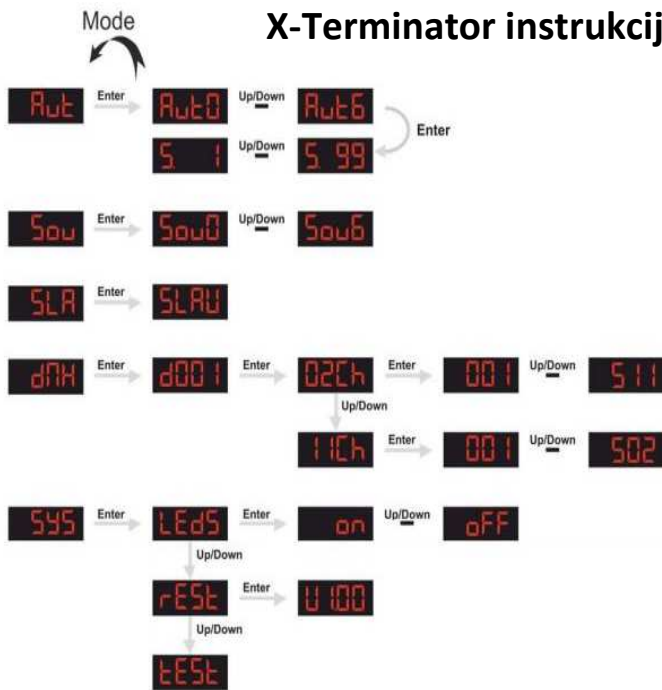 X-Terminator instrukcij
Mode
Aut Enter Aut0 Up/Down Aut6
Enter
S. 1 Up/Down S. 99
Sou Enter Sou0 Up/Down Sou6
SLA Enter SLAU
dMX Enter d001 Enter 02Ch Enter 001 Up/Down 511
Up/Down
11Ch Enter 001 Up/Down 502
SYS Enter LEdS Enter on Up/Down oFF
Up/Down
rESt Enter U1.00
Up/Down
tESt